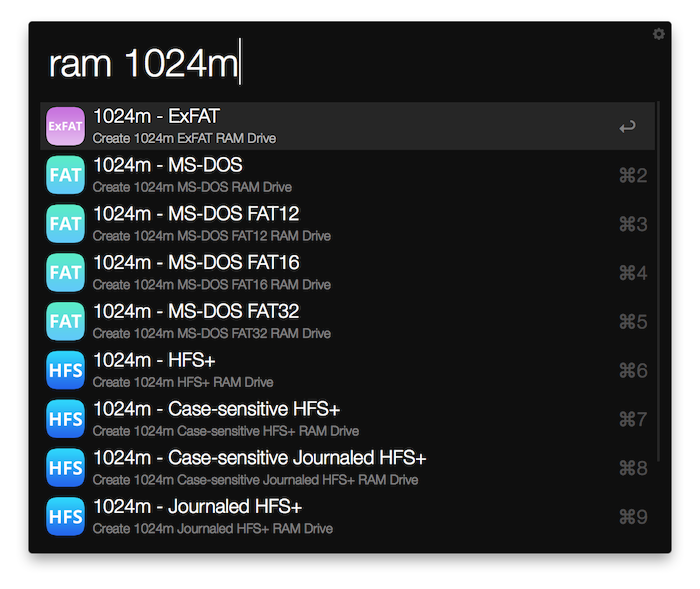 ram 1024m
ExFAT
1024m - ExFAT
Create 1024m ExFAT RAM Drive
FAT
1024m - MS-DOS
Create 1024m MS-DOS RAM Drive
⌘2
FAT
1024m - MS-DOS FAT12
Create 1024m MS-DOS FAT12 RAM Drive
⌘3
FAT
1024m - MS-DOS FAT16
Create 1024m MS-DOS FAT16 RAM Drive
⌘4
FAT
1024m - MS-DOS FAT32
Create 1024m MS-DOS FAT32 RAM Drive
⌘5
HFS
1024m - HFS+
Create 1024m HFS+ RAM Drive
⌘6
HFS
1024m - Case-sensitive HFS+
Create 1024m Case-sensitive HFS+ RAM Drive
⌘7
HFS
1024m - Case-sensitive Journaled HFS+
Create 1024m Case-sensitive Journaled HFS+ RAM Drive
⌘8
HFS
1024m - Journaled HFS+
Create 1024m Journaled HFS+ RAM Drive
⌘9